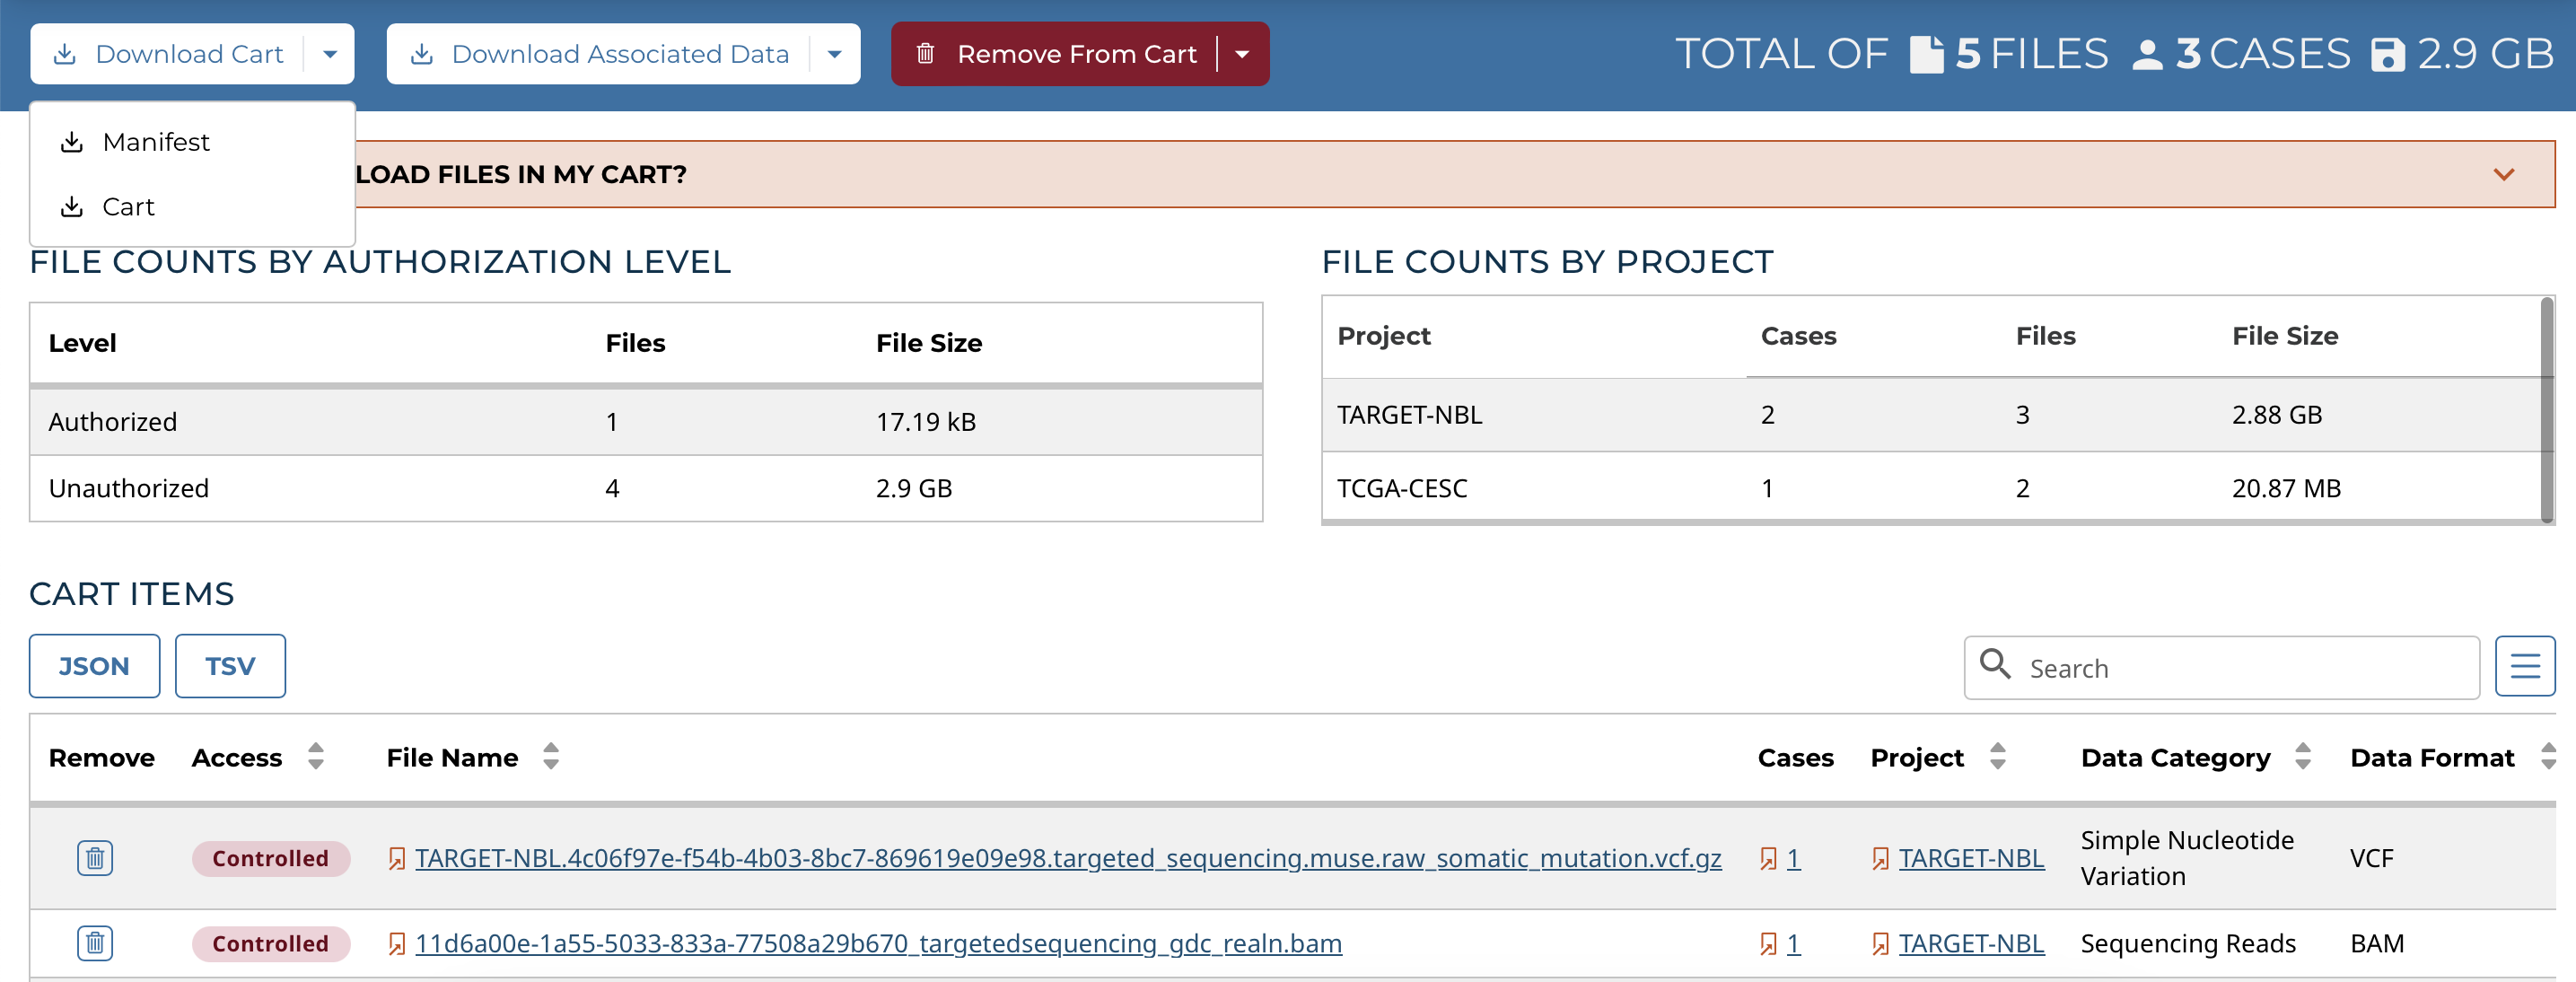 Download Cart
Download Associated Data
Remove From Cart
TOTAL OF 5 FILES 3 CASES 2.9 GB
Manifest
Cart
LOAD FILES IN MY CART?
FILE COUNTS BY AUTHORIZATION LEVEL
Level Files File Size
Authorized 1 17.19 kB
Unauthorized 4 2.9 GB
FILE COUNTS BY PROJECT
Project Cases Files File Size
TARGET-NBL 2 3 2.88 GB
TCGA-CESC 1 2 20.87 MB
CART ITEMS
JSON TSV
Search
Remove Access File Name Cases Project Data Category Data Format
Controlled TARGET-NBL.4c06f97e-f54b-4b03-8bc7-869619e09e98.targeted_sequencing.muse.raw_somatic_mutation.vcf.gz 1 TARGET-NBL Simple Nucleotide
Variation VCF
Controlled 11d6a00e-1a55-5033-833a-77508a29b670_targetedsequencing_gdc_realn.bam 1 TARGET-NBL Sequencing Reads BAM